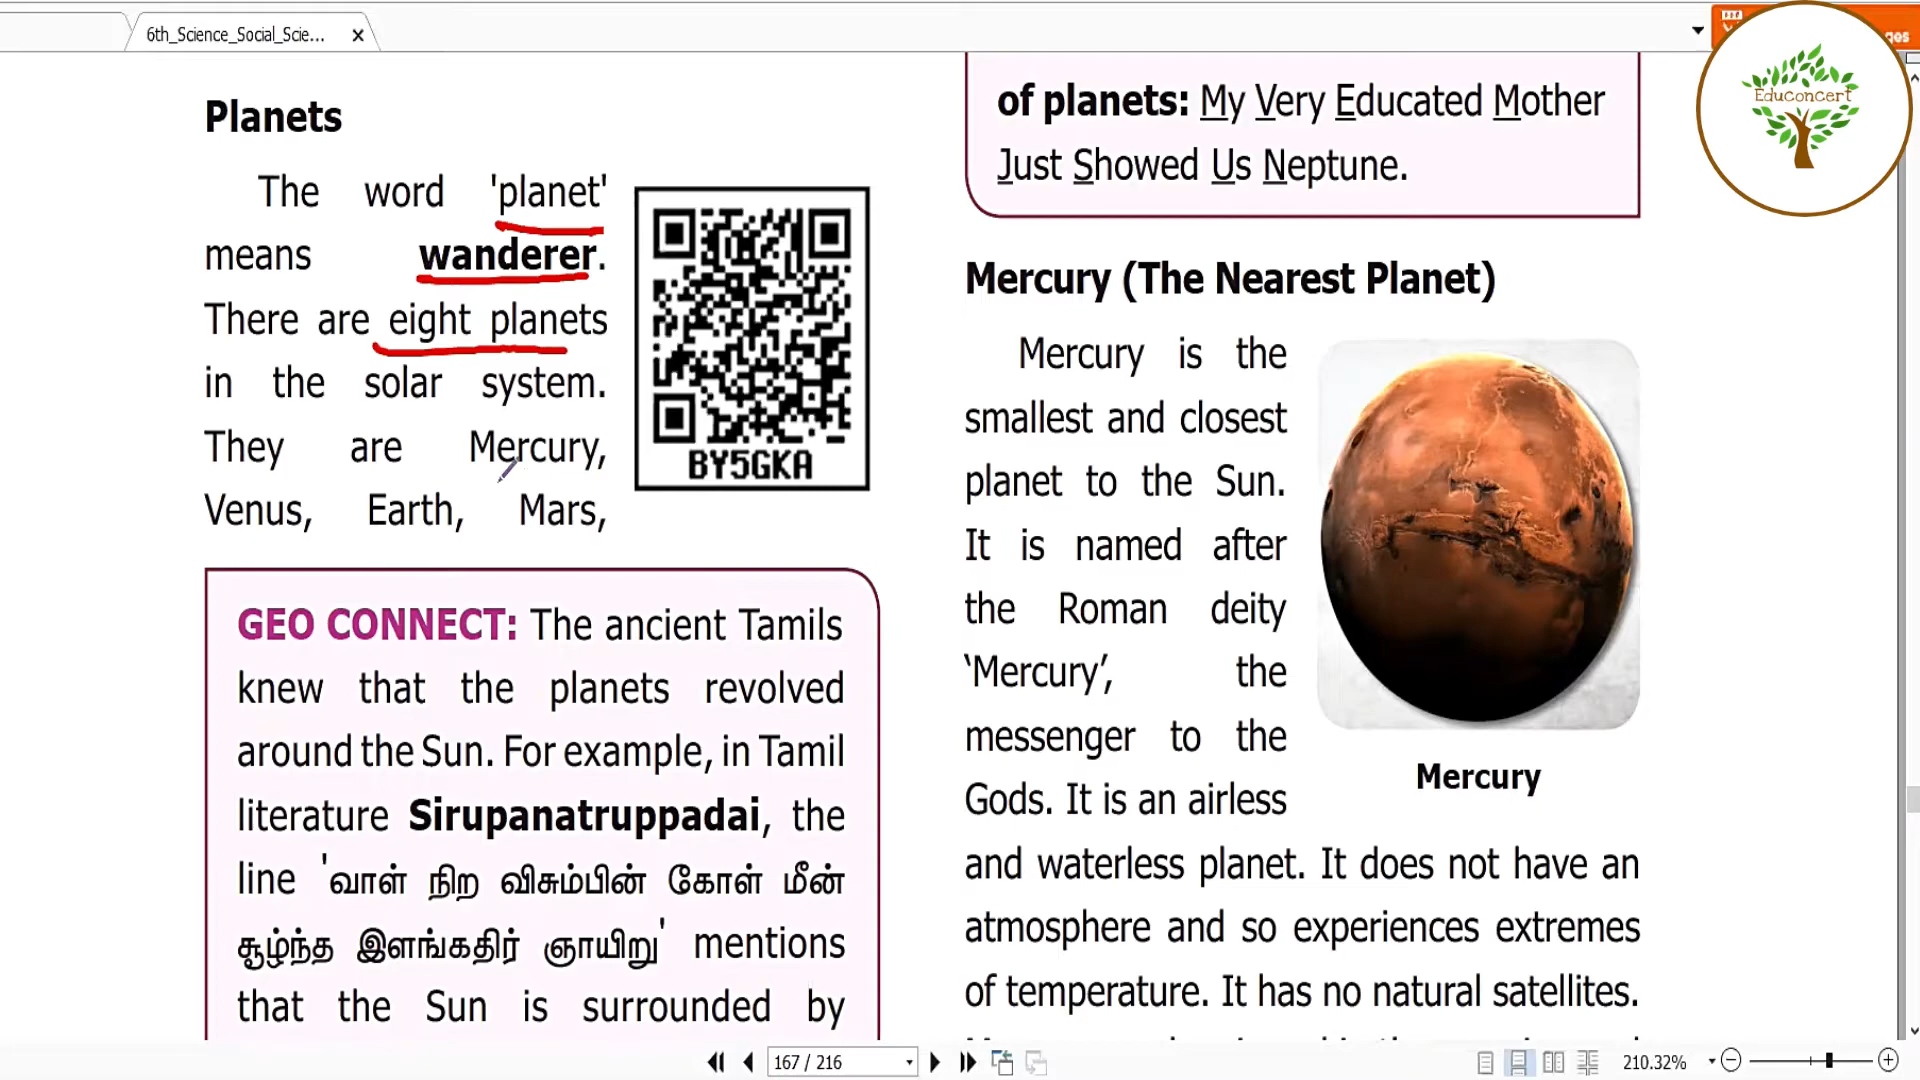 6th_Science_Social_Scie...
Planets
The word 'planet'
means wanderer.
There are eight planets
in the solar system.
They are Mercury,
Venus, Earth, Mars,
BY5GKA
GEO CONNECT: The ancient Tamils
knew that the planets revolved
around the Sun. For example, in Tamil
literature Sirupanatruppadai, the
line 'வாள் நிற விசும்பின் கோள் மீன்
சூழ்ந்த இளங்கதிர் ஞாயிறு' mentions
that the Sun is surrounded by
of planets: My Very Educated Mother
Just Showed Us Neptune.
Mercury (The Nearest Planet)
Mercury is the
smallest and closest
planet to the Sun.
It is named after
the Roman deity
‘Mercury’, the
messenger to the
Gods. It is an airless
and waterless planet. It does not have an
atmosphere and so experiences extremes
of temperature. It has no natural satellites.
Mercury
Educoncert
167 / 216
210.32%